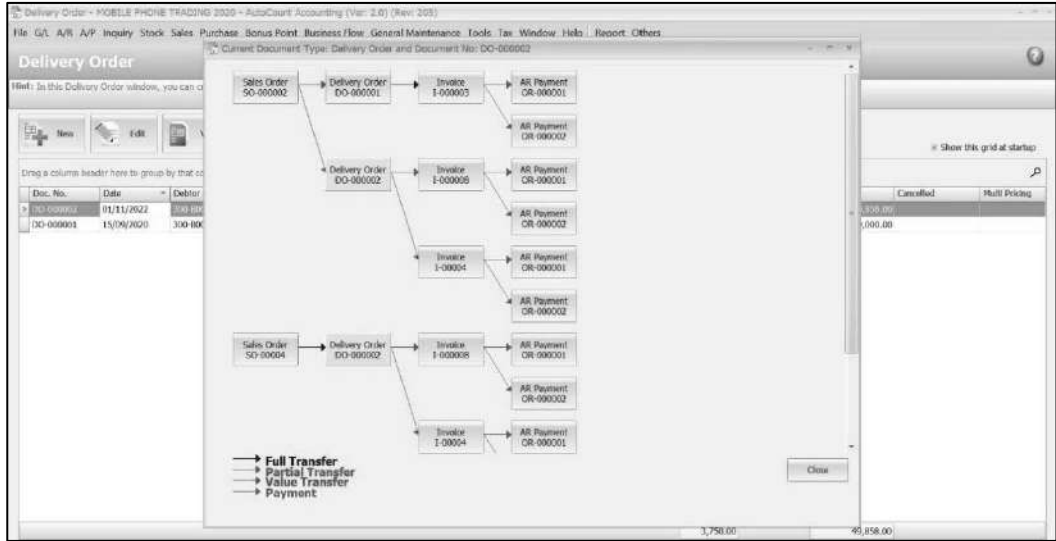 Delivery Order - MOBILE PHONE TRADING 2020 - AutoCount Accounting (Ver: 2.0) (Rev: 205)
File G/L A/R A/P Inquiry Stock Sales Purchase Bonus Point Business Flow General Maintenance Tools Tax Window Help Report Others
Current Document Type: Delivery Order and Document No: DO-000002
Delivery Order
Hint: In this Delivery Order window, you can
New Edit
Show this grid at startup
Drag a column header here to group by that
Doc. No. Date Debtor Cancelled Multi Pricing
DO-000002 01/11/2022
DO-000001 15/09/2020 ,000.00
Sales Order
SO-000002
Delivery Order
DO-000001
Invoice
I-000003
AR Payment
OR-000001
AR Payment
OR-000002
Delivery Order
DO-000002
Invoice
I-000008
AR Payment
OR-000001
AR Payment
OR-000002
Invoice
I-00004
AR Payment
OR-000001
AR Payment
OR-000002
Sales Order
SO-00004
Delivery Order
DO-000002
Invoice
I-000008
AR Payment
OR-000001
AR Payment
OR-000002
Invoice
I-00004
AR Payment
OR-000001
Full Transfer
Partial Transfer
Value Transfer
Payment
Close
3,750.00 49,858.00